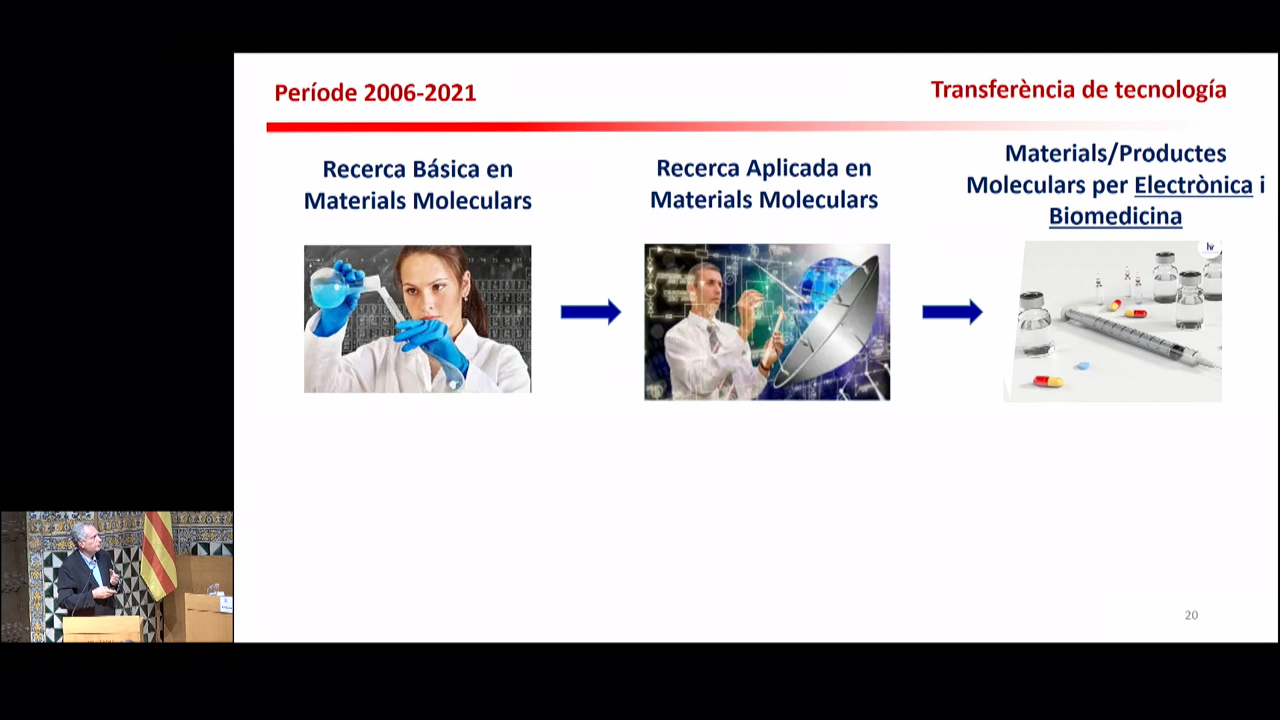 Període 2006-2021
Transferència de tecnología
Recerca Básica en
Materials Moleculars
Recerca Aplicada en
Materials Moleculars
Materials/Productes
Moleculars per Electrònica i
Biomedicina
20